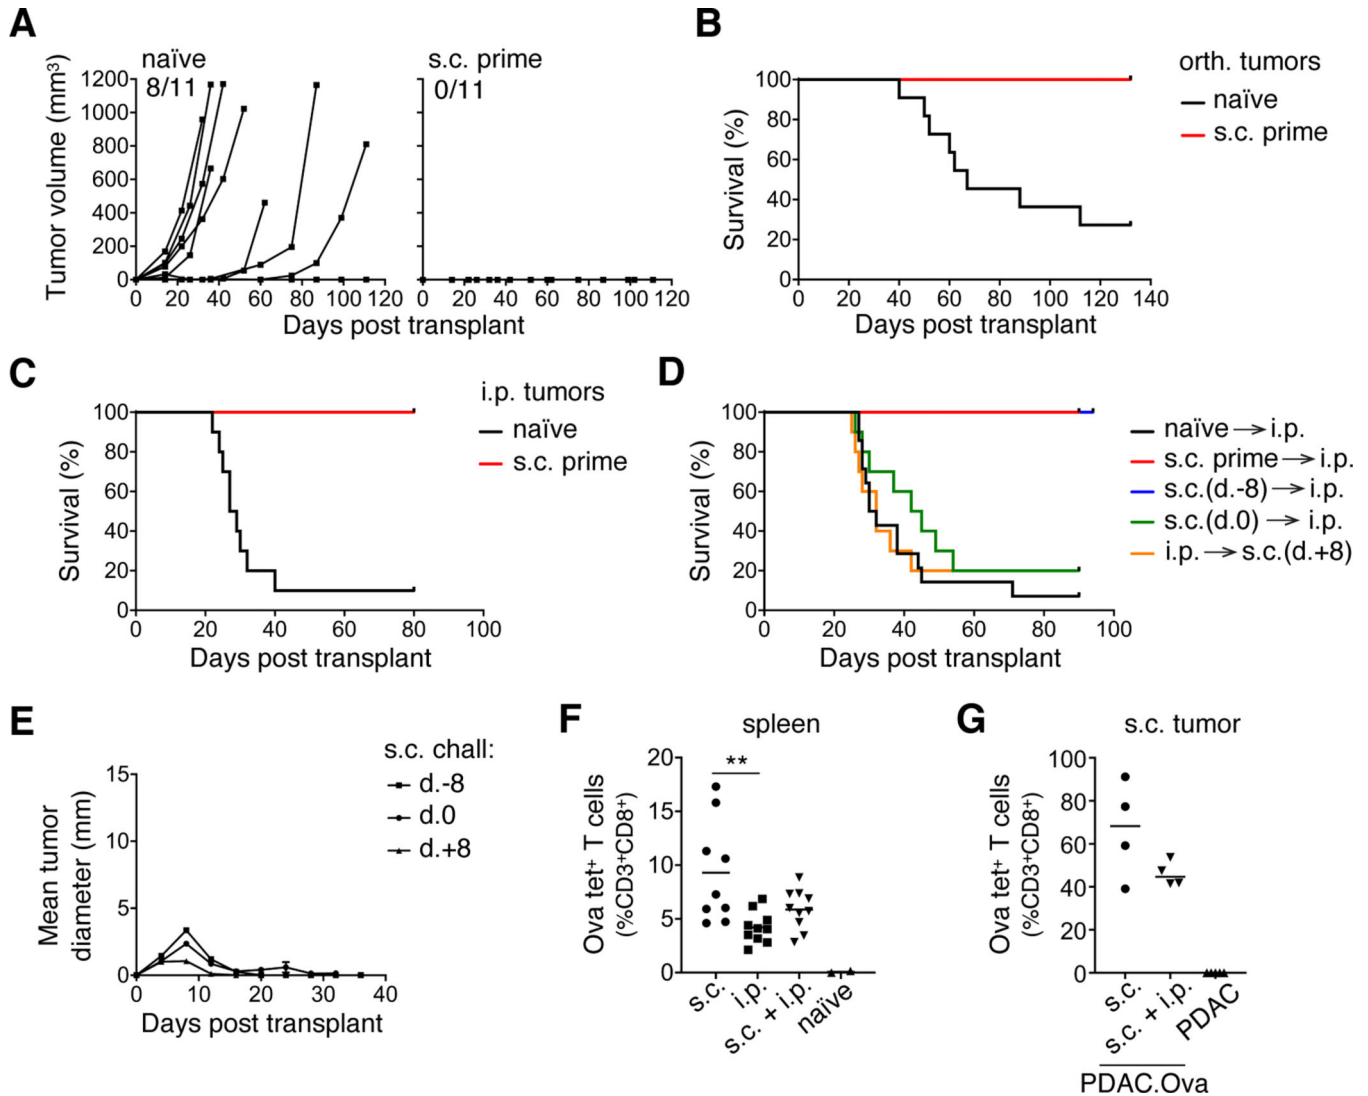 A
naïve
8/11
s.c. prime
0/11
Tumor volume (mm³)
1200
1000
800
600
400
200
0
0 20 40 60 80 100 120
0 20 40 60 80 100 120
Days post transplant
B
orth. tumors
naïve
s.c. prime
Survival (%)
100
80
60
40
20
0
0 20 40 60 80 100 120 140
Days post transplant
C
i.p. tumors
naïve
s.c. prime
Survival (%)
100
80
60
40
20
0
0 20 40 60 80 100
Days post transplant
D
naïve → i.p.
s.c. prime → i.p.
s.c.(d.-8) → i.p.
s.c.(d.0) → i.p.
i.p. → s.c.(d.+8)
Survival (%)
100
80
60
40
20
0
0 20 40 60 80 100
Days post transplant
E
s.c. chall:
d.-8
d.0
d.+8
Mean tumor
diameter (mm)
15
10
5
0
0 10 20 30 40
Days post transplant
F
spleen
**
Ova tet⁺ T cells
(%CD3⁺CD8⁺)
20
15
10
5
0
s.c.
i.p.
s.c. + i.p.
naïve
G
s.c. tumor
Ova tet⁺ T cells
(%CD3⁺CD8⁺)
100
80
60
40
20
0
s.c.
s.c. + i.p.
PDAC
PDAC.Ova